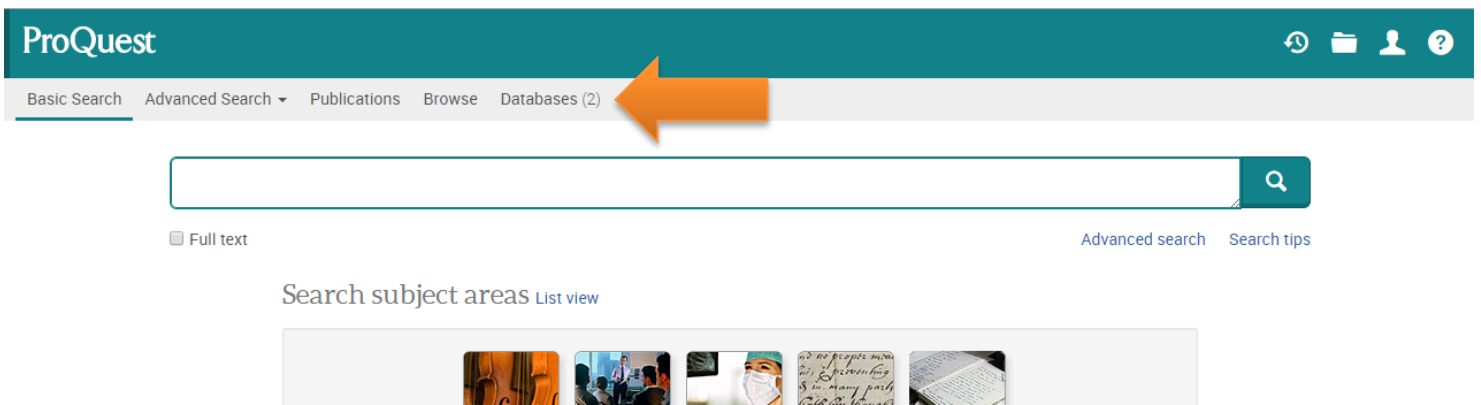 ProQuest
Basic Search Advanced Search Publications Browse Databases (2)
Full text Advanced search Search tips
Search subject areas List view